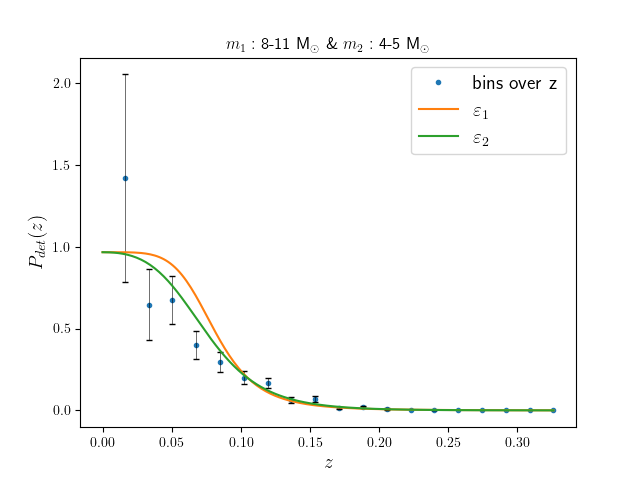 m₁ : 8-11 M⊙ & m₂ : 4-5 M⊙
bins over z
ε₁
ε₂
P_det(z)
2.0
1.5
1.0
0.5
0.0
0.00 0.05 0.10 0.15 0.20 0.25 0.30
z